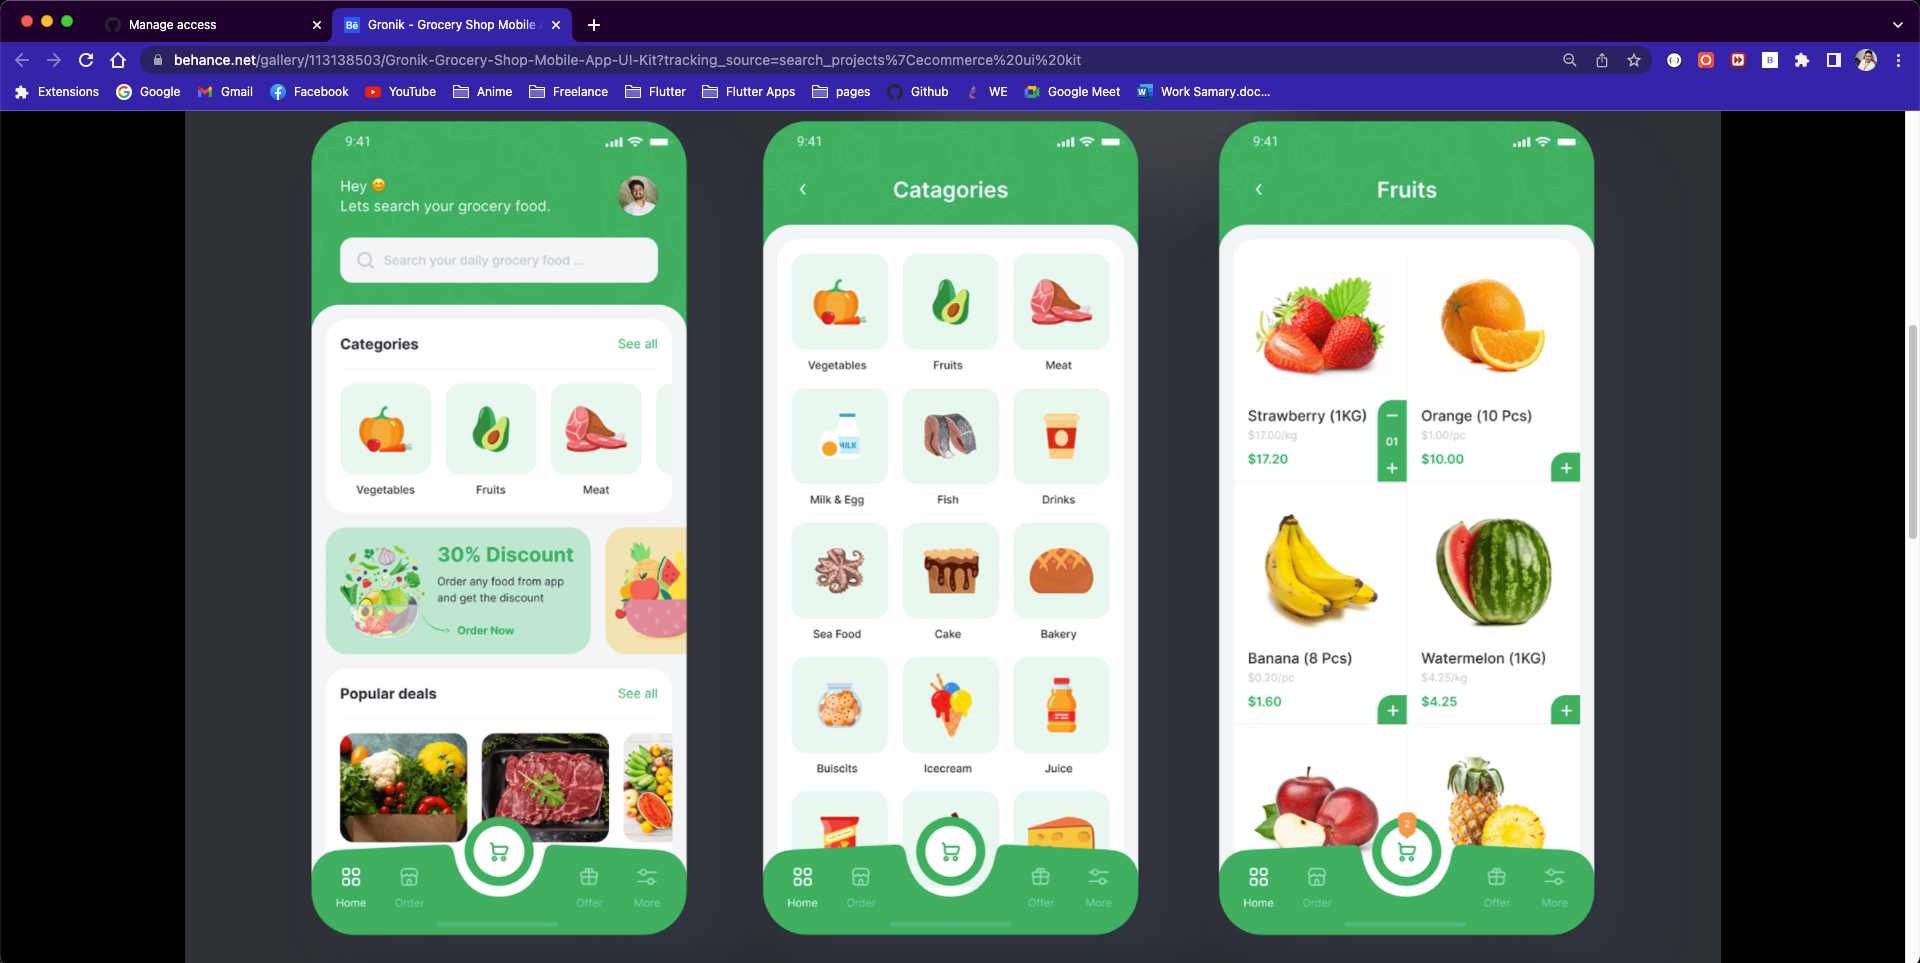 Manage access
Bē Gronik - Grocery Shop Mobile
behance.net/gallery/113138503/Gronik-Grocery-Shop-Mobile-App-UI-Kit?tracking_source=search_projects%7Cecommerce%20ui%20kit
Extensions Google Gmail Facebook YouTube Anime Freelance Flutter Flutter Apps pages Github WE Google Meet Work Samary.doc...
9:41
Hey 😊
Lets search your grocery food.
Search your daily grocery food ...
Categories See all
Vegetables Fruits Meat
30% Discount
Order any food from app
and get the discount
Order Now
Popular deals See all
Home Order Offer More
9:41
Catagories
Vegetables Fruits Meat
MILK
Milk & Egg Fish Drinks
Sea Food Cake Bakery
Buiscits Icecream Juice
Home Order Offer More
9:41
Fruits
Strawberry (1KG)
$17.00/kg
$17.20
01
Orange (10 Pcs)
$1.00/pc
$10.00
Banana (8 Pcs)
$0.20/pc
$1.60
Watermelon (1KG)
$4.25/kg
$4.25
2
Home Order Offer More